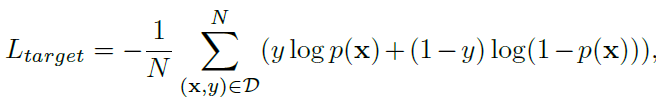 L_{target} = -\frac{1}{N} \sum_{(\mathbf{x},y)\in\mathcal{D}}^{N} (y \log p(\mathbf{x}) + (1-y) \log(1-p(\mathbf{x}))),